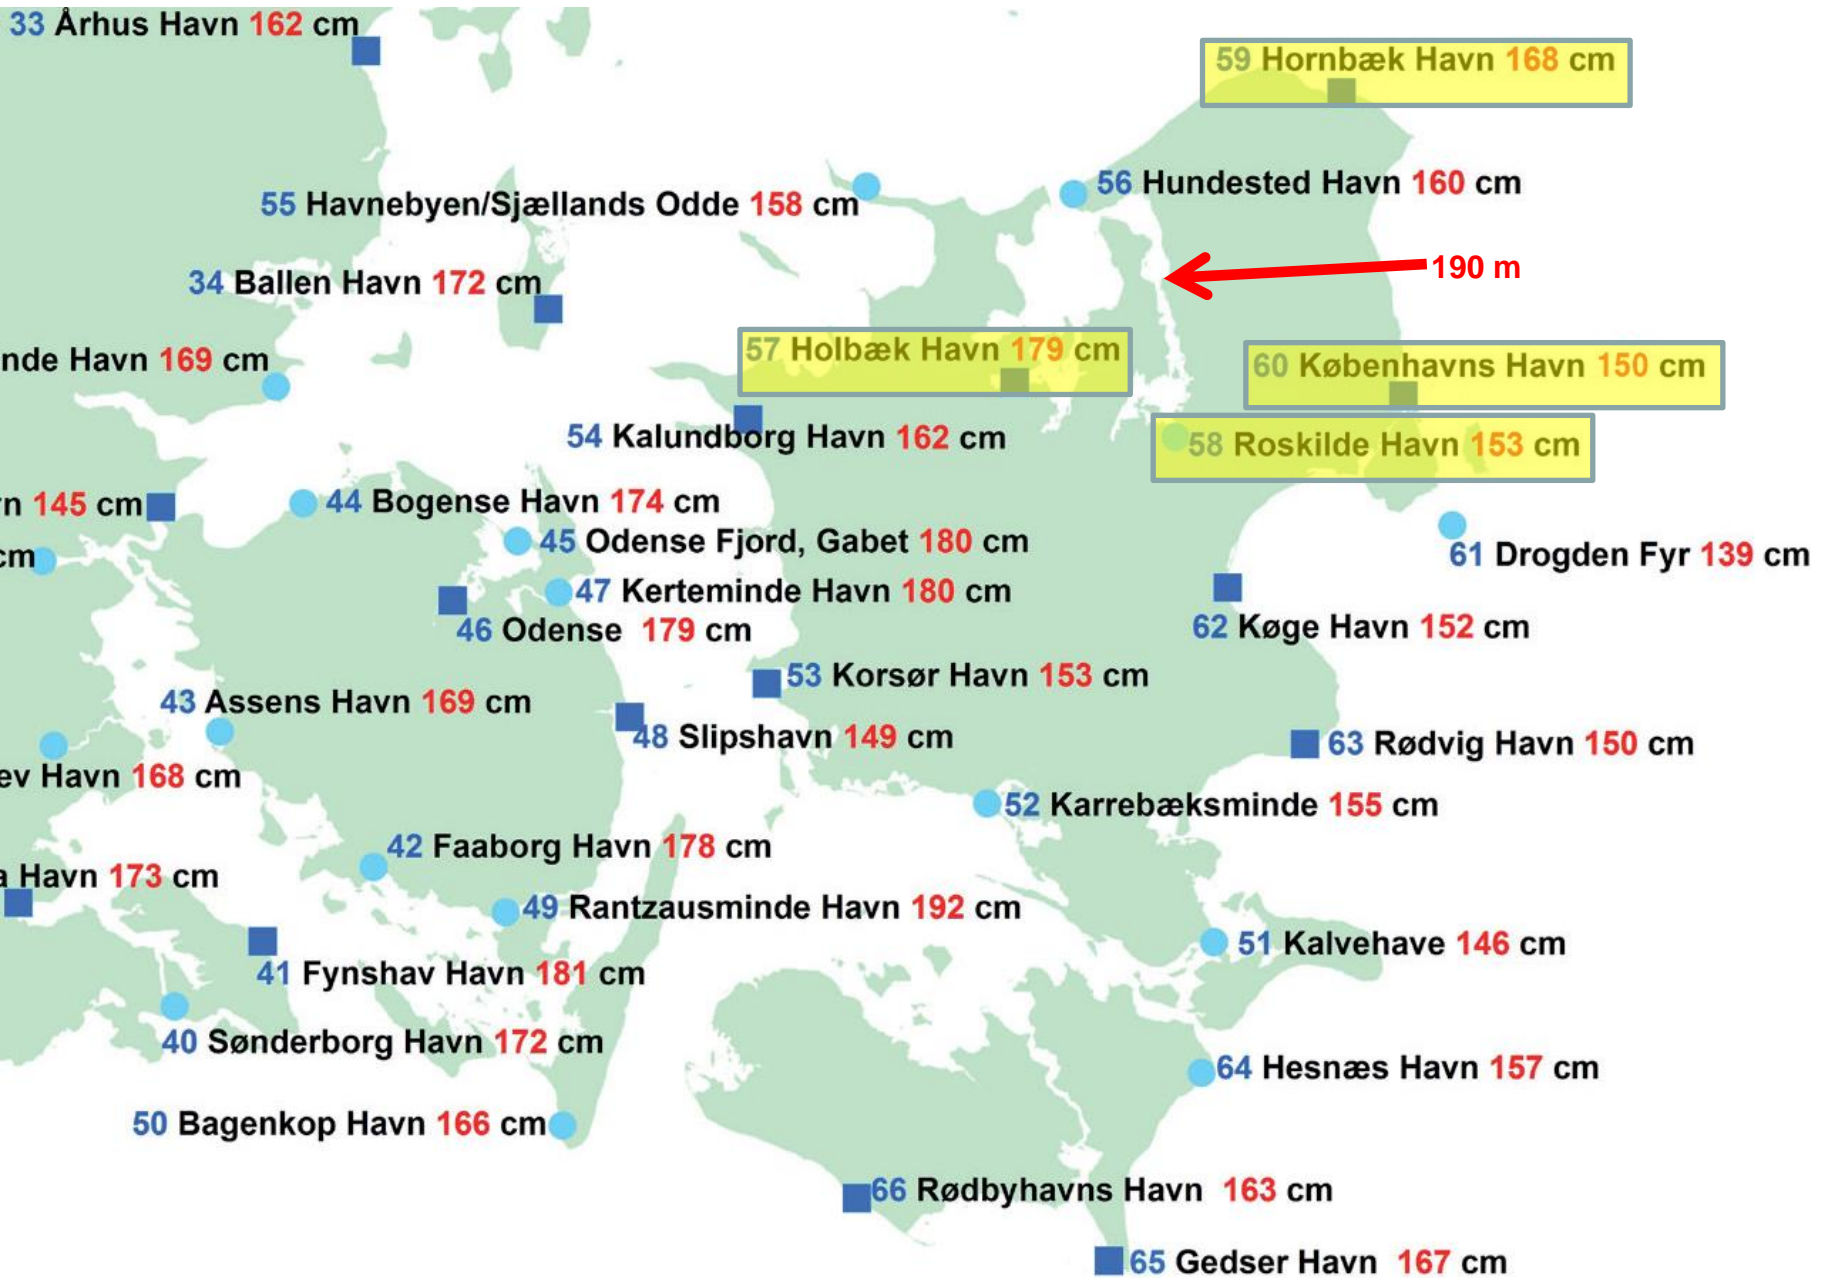 33 Århus Havn 162 cm
59 Hornbæk Havn 168 cm
56 Hundested Havn 160 cm
55 Havnebyen/Sjællands Odde 158 cm
190 m
34 Ballen Havn 172 cm
nde Havn 169 cm
57 Holbæk Havn 179 cm
60 Københavns Havn 150 cm
54 Kalundborg Havn 162 cm
58 Roskilde Havn 153 cm
n 145 cm
44 Bogense Havn 174 cm
45 Odense Fjord, Gabet 180 cm
cm
61 Drogden Fyr 139 cm
47 Kerteminde Havn 180 cm
46 Odense 179 cm
62 Køge Havn 152 cm
53 Korsør Havn 153 cm
43 Assens Havn 169 cm
48 Slipshavn 149 cm
63 Rødvig Havn 150 cm
ev Havn 168 cm
52 Karrebæksminde 155 cm
42 Faaborg Havn 178 cm
a Havn 173 cm
49 Rantzausminde Havn 192 cm
51 Kalvehave 146 cm
41 Fynshav Havn 181 cm
40 Sønderborg Havn 172 cm
64 Hesnæs Havn 157 cm
50 Bagenkop Havn 166 cm
66 Rødbyhavns Havn 163 cm
65 Gedser Havn 167 cm